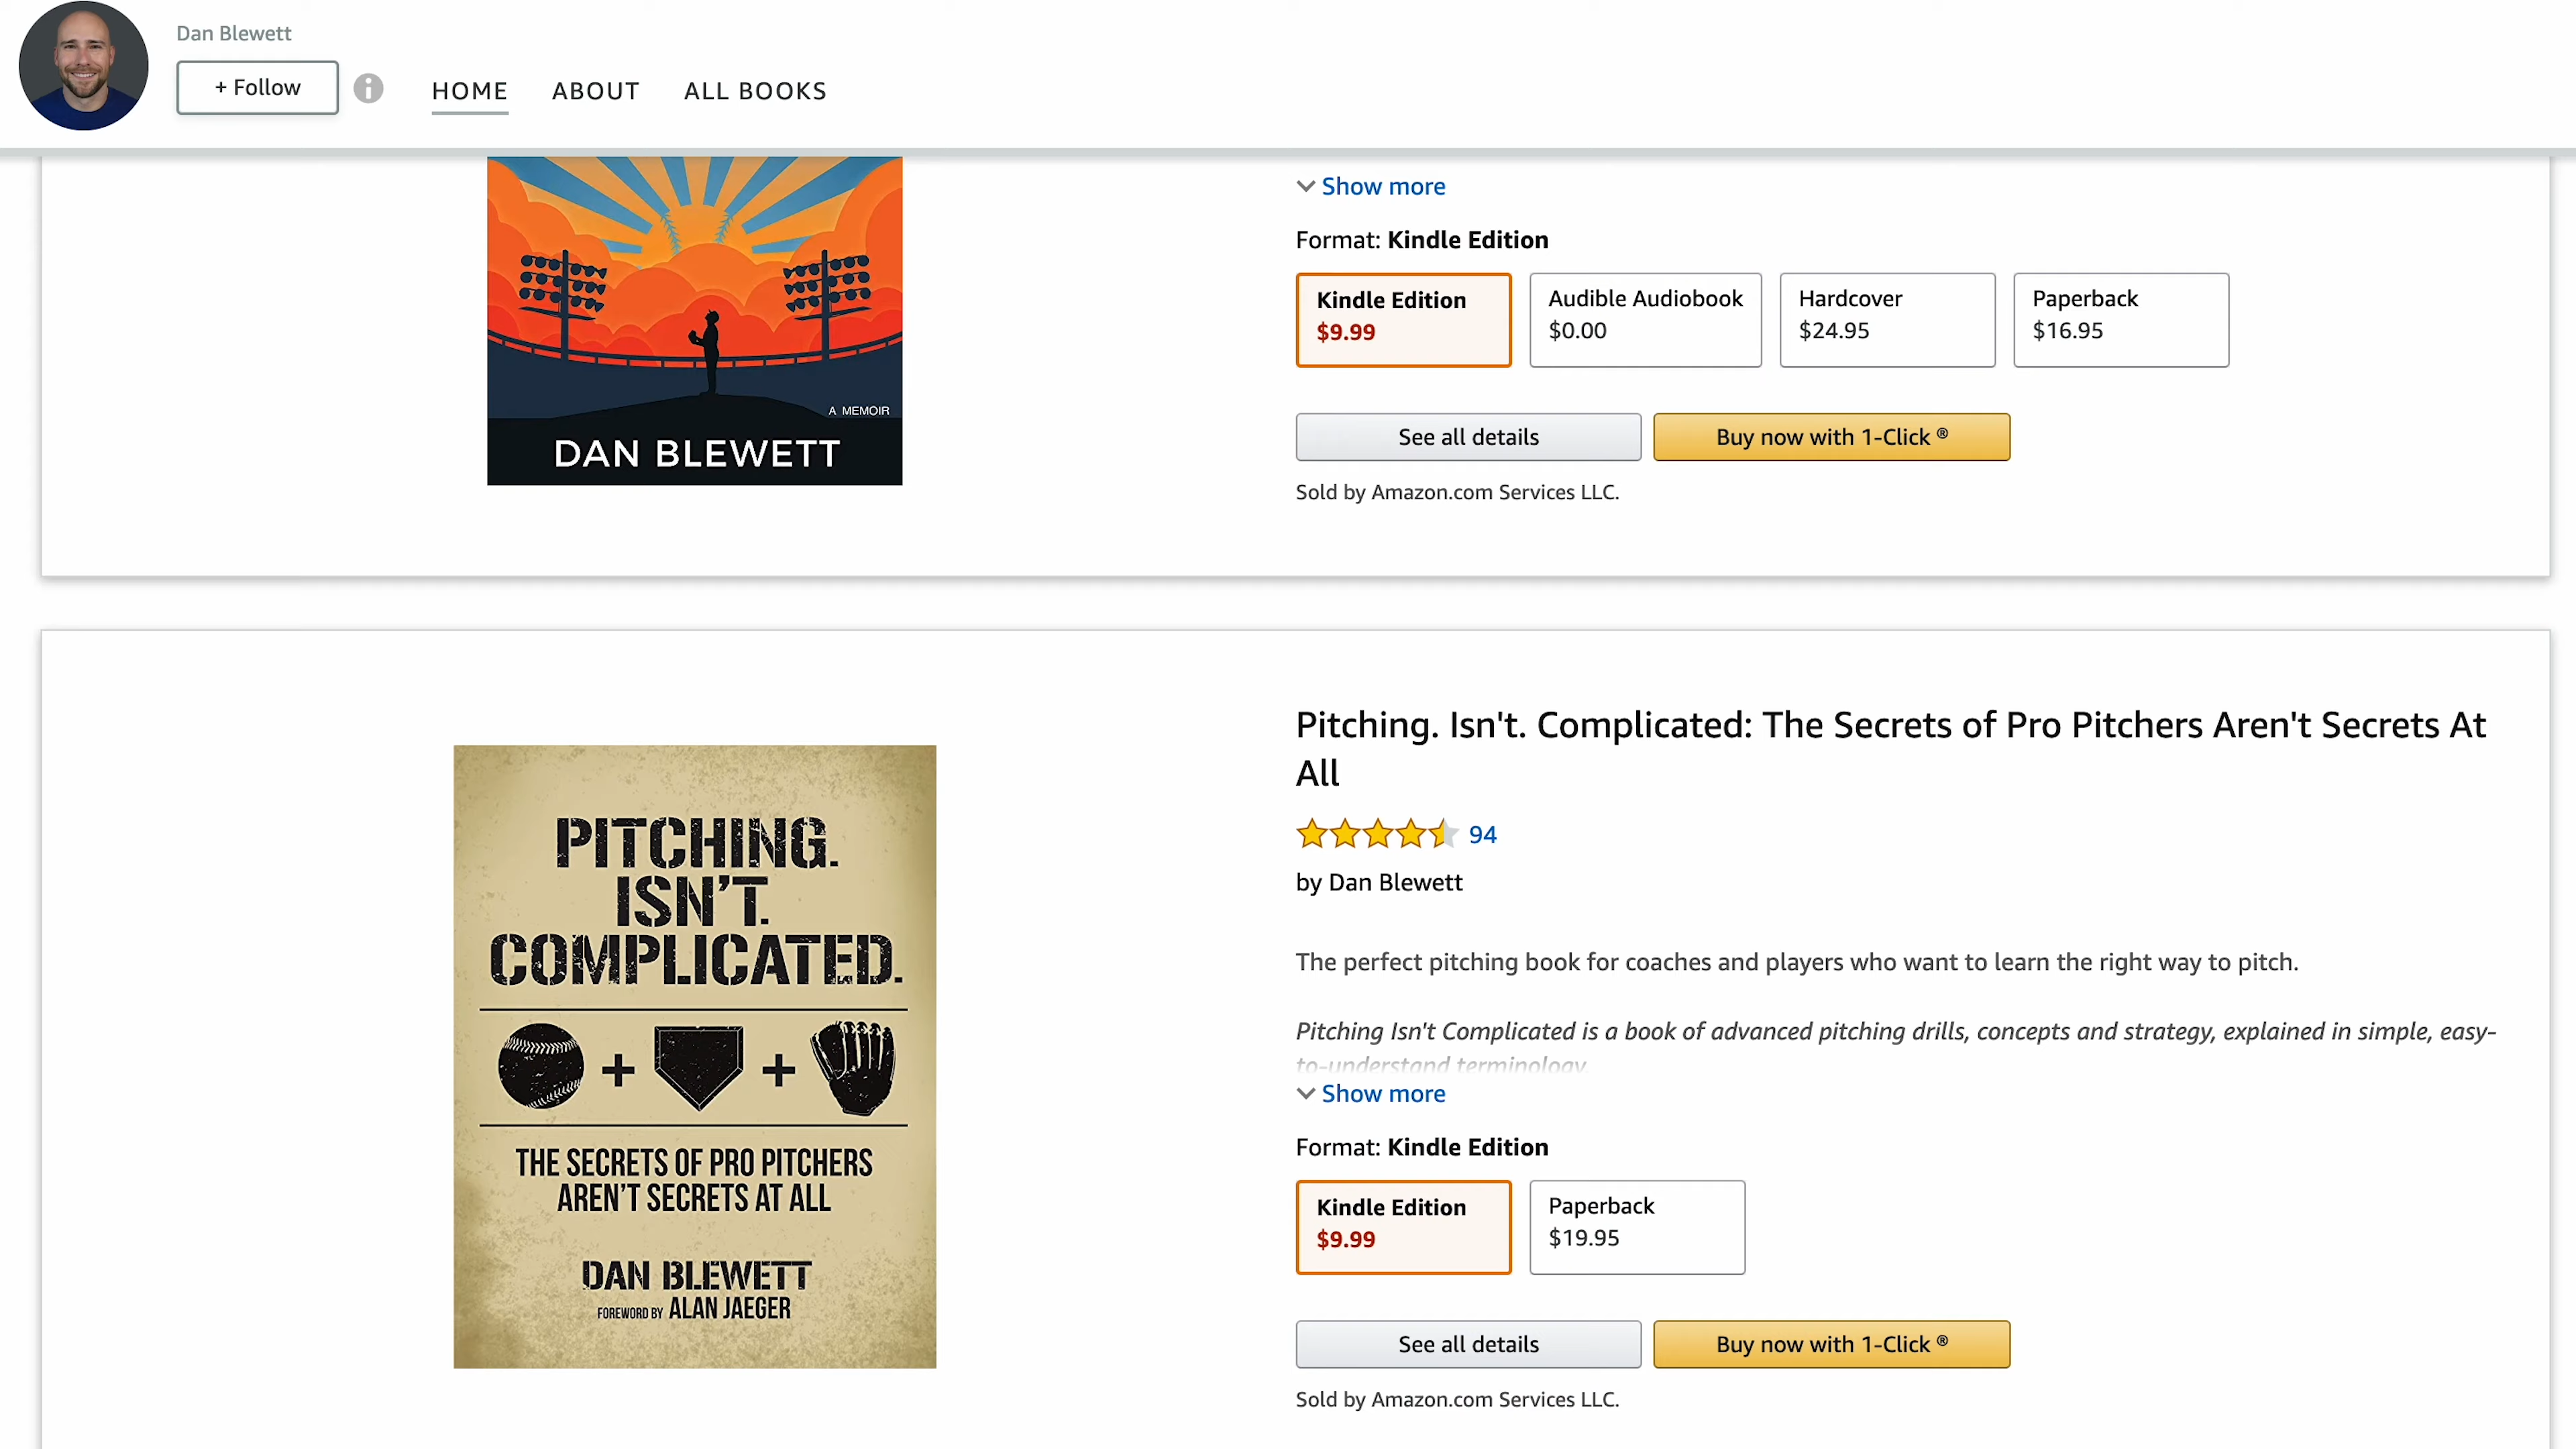 Dan Blewett
+ Follow
HOME ABOUT ALL BOOKS
A MEMOIR
DAN BLEWETT
Show more
Format: Kindle Edition
Kindle Edition
$9.99
Audible Audiobook
$0.00
Hardcover
$24.95
Paperback
$16.95
See all details
Buy now with 1-Click ®
Sold by Amazon.com Services LLC.
PITCHING.
ISN'T.
COMPLICATED.
+ +
THE SECRETS OF PRO PITCHERS
AREN'T SECRETS AT ALL
DAN BLEWETT
FOREWORD BY ALAN JAEGER
Pitching. Isn't. Complicated: The Secrets of Pro Pitchers Aren't Secrets At
All
94
by Dan Blewett
The perfect pitching book for coaches and players who want to learn the right way to pitch.
Pitching Isn't Complicated is a book of advanced pitching drills, concepts and strategy, explained in simple, easy-
to-understand terminology
Show more
Format: Kindle Edition
Kindle Edition
$9.99
Paperback
$19.95
See all details
Buy now with 1-Click ®
Sold by Amazon.com Services LLC.